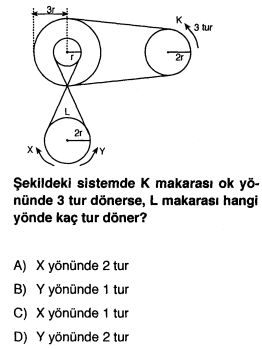 3r
K
3 tur
r
2r
L
2r
X
Y
Şekildeki sistemde K makarası ok yö-
nünde 3 tur dönerse, L makarası hangi
yönde kaç tur döner?
A) X yönünde 2 tur
B) Y yönünde 1 tur
C) X yönünde 1 tur
D) Y yönünde 2 tur